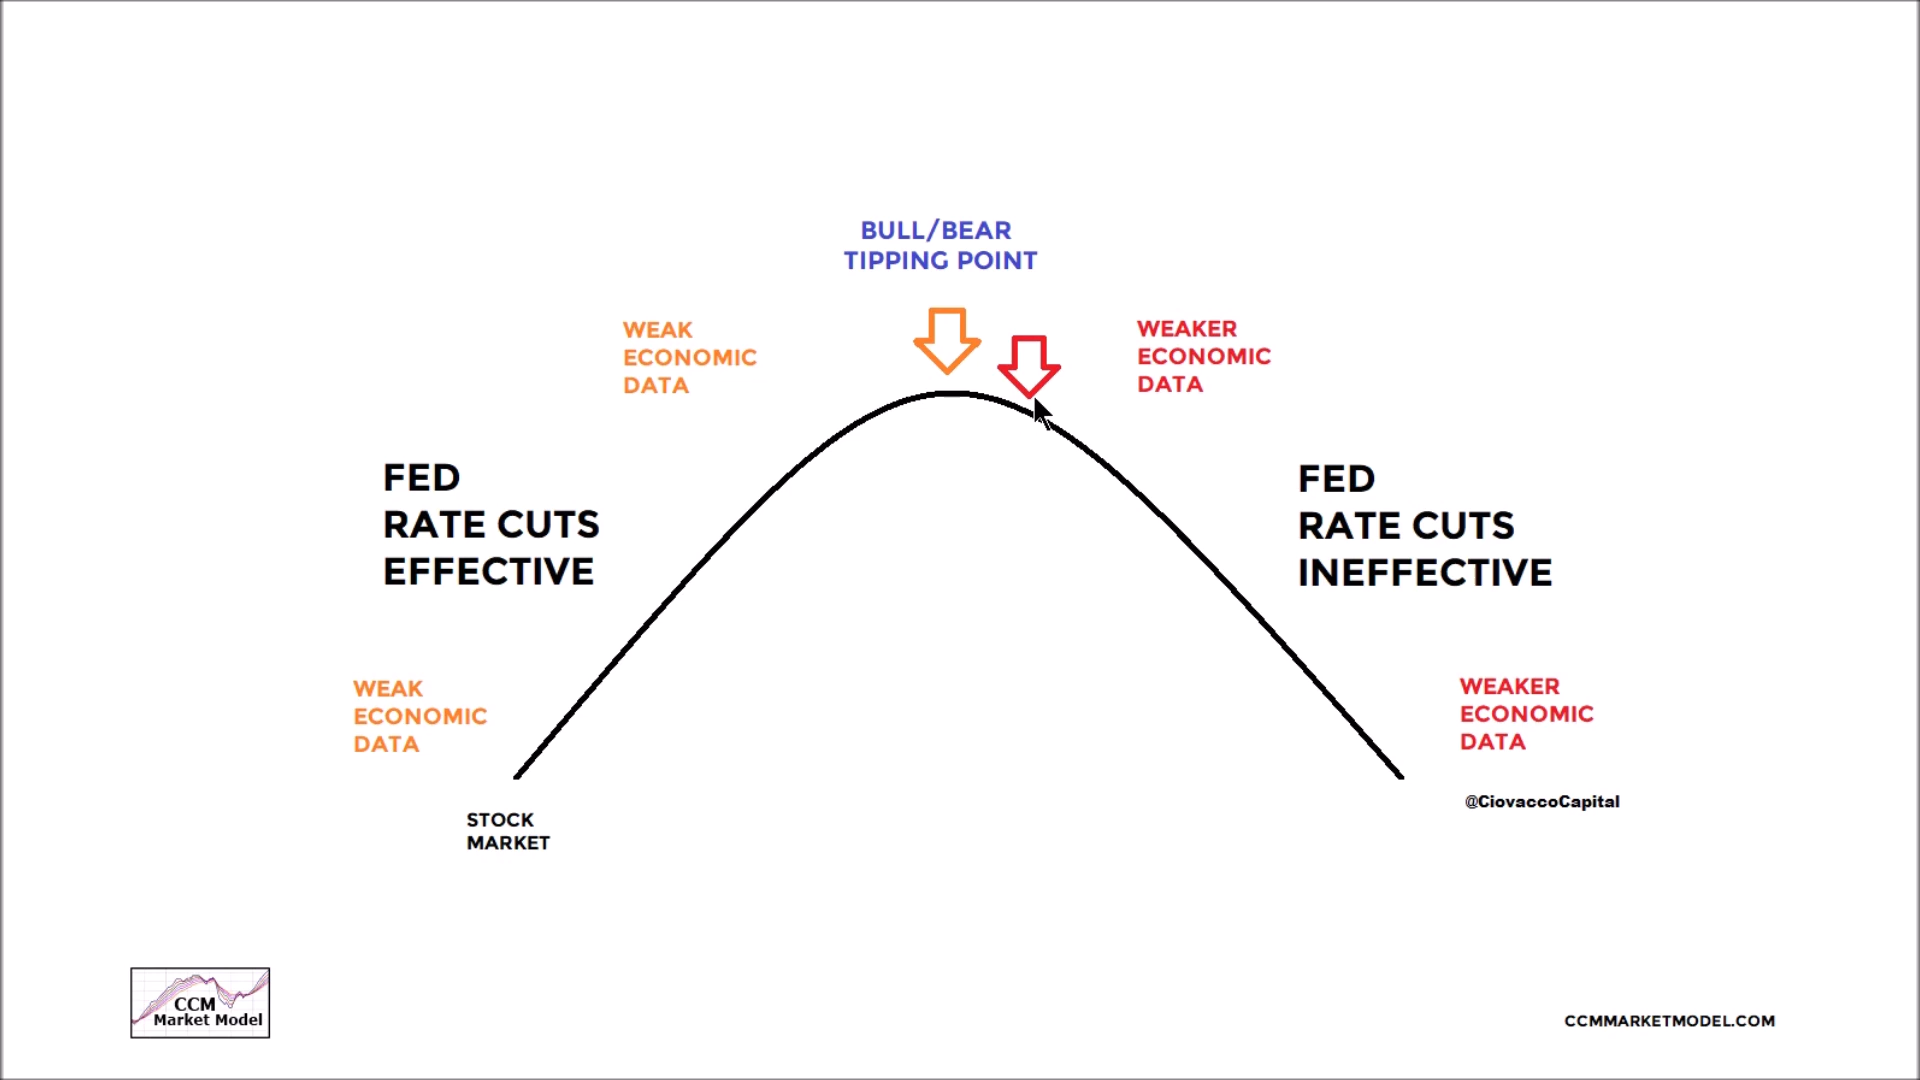 BULL/BEAR
TIPPING POINT
WEAK
ECONOMIC
DATA
WEAKER
ECONOMIC
DATA
FED
RATE CUTS
EFFECTIVE
FED
RATE CUTS
INEFFECTIVE
WEAK
ECONOMIC
DATA
WEAKER
ECONOMIC
DATA
@CiovaccoCapital
STOCK
MARKET
CCM
Market Model
CCMMARKETMODEL.COM